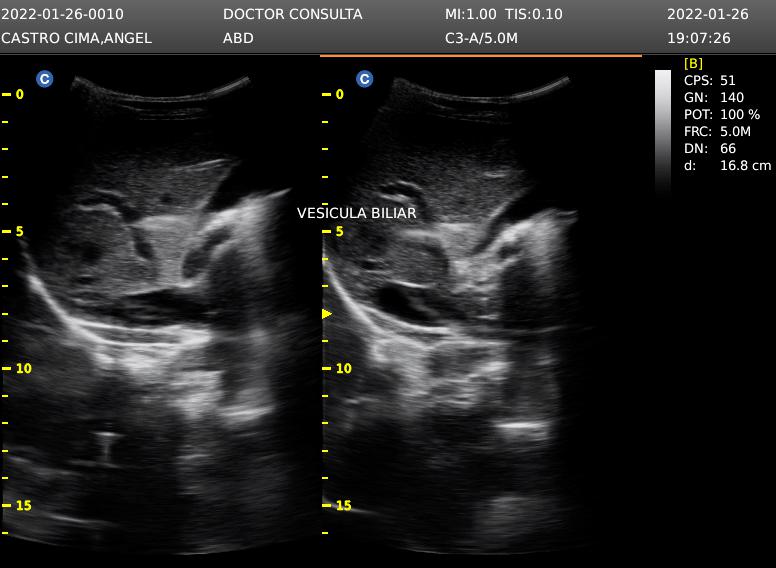 2022-01-26-0010 DOCTOR CONSULTA MI:1.00 TIS:0.10 2022-01-26
CASTRO CIMA,ANGEL ABD C3-A/5.0M 19:07:26
[B]
CPS: 51
GN: 140
POT: 100 %
FRC: 5.0M
DN: 66
d: 16.8 cm
C C
0 0
VESICULA BILIAR
5 5
10 10
15 15